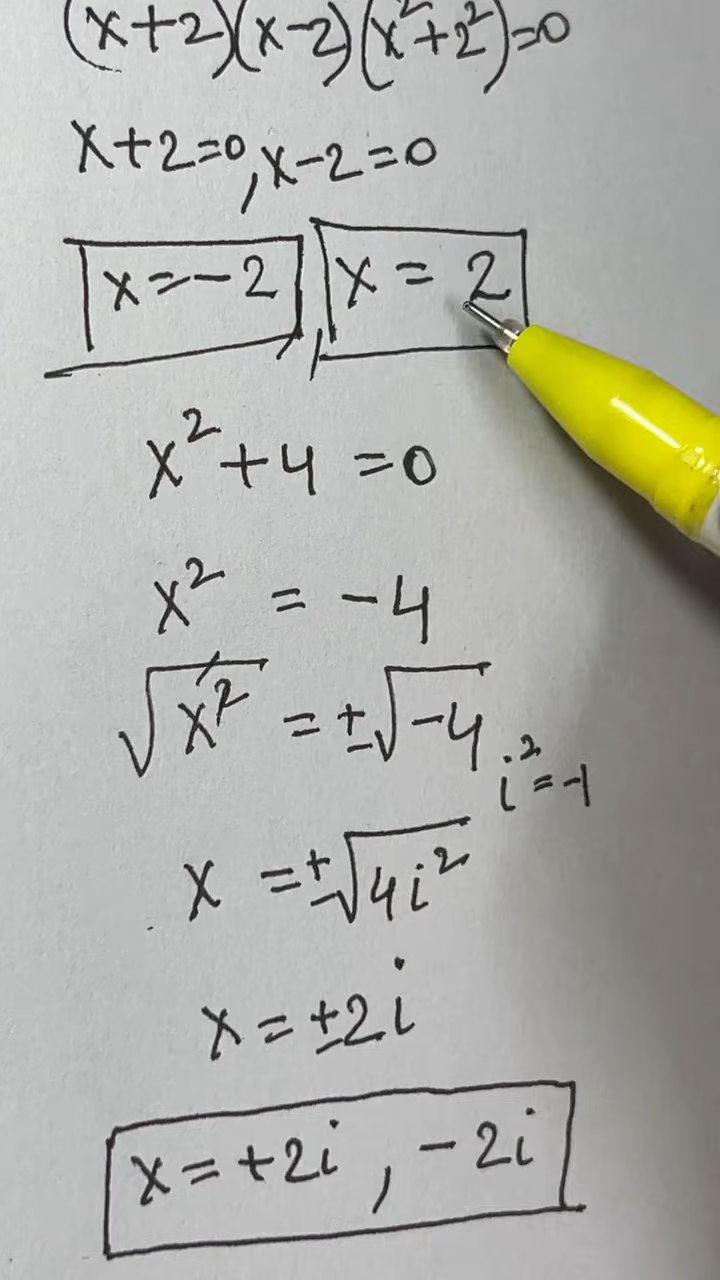 (x+2)(x-2)(x²+2²)=0
x+2=0, x-2=0
x=-2, x = 2
x²+4 =0
x² = -4
√x² = ±√-4
i²=-1
x =±√4i²
x = ±2i
x = +2i , -2i